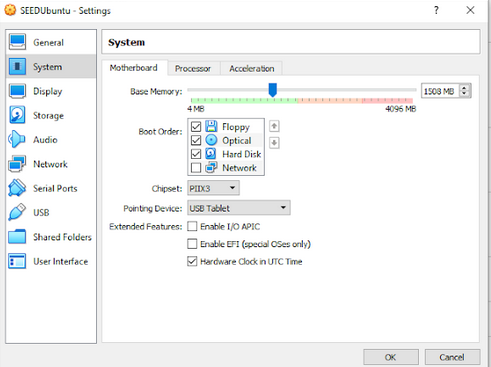 SEEDUbuntu - Settings
? ×
General
System
Display
Storage
Audio
Network
Serial Ports
USB
Shared Folders
User Interface
System
Motherboard Processor Acceleration
Base Memory: 1508 MB
4 MB 4096 MB
Boot Order: Floppy
Optical
Hard Disk
Network
Chipset: PIIX3
Pointing Device: USB Tablet
Extended Features: Enable I/O APIC
Enable EFI (special OSes only)
Hardware Clock in UTC Time
OK Cancel